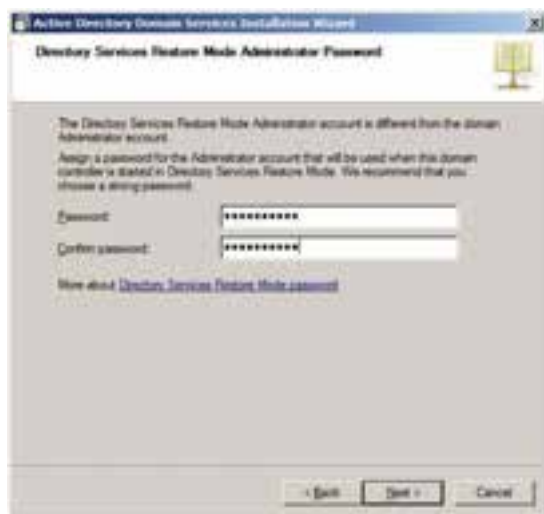 Active Directory Domain Services Installation Wizard
Directory Services Restore Mode Administrator Password
The Directory Services Restore Mode Administrator account is different from the domain
Administrator account.
Assign a password for the Administrator account that will be used when this domain
controller is started in Directory Services Restore Mode. We recommend that you
choose a strong password.
Password: ••••••••••
Confirm password: ••••••••••
More about Directory Services Restore Mode password
< Back Next > Cancel